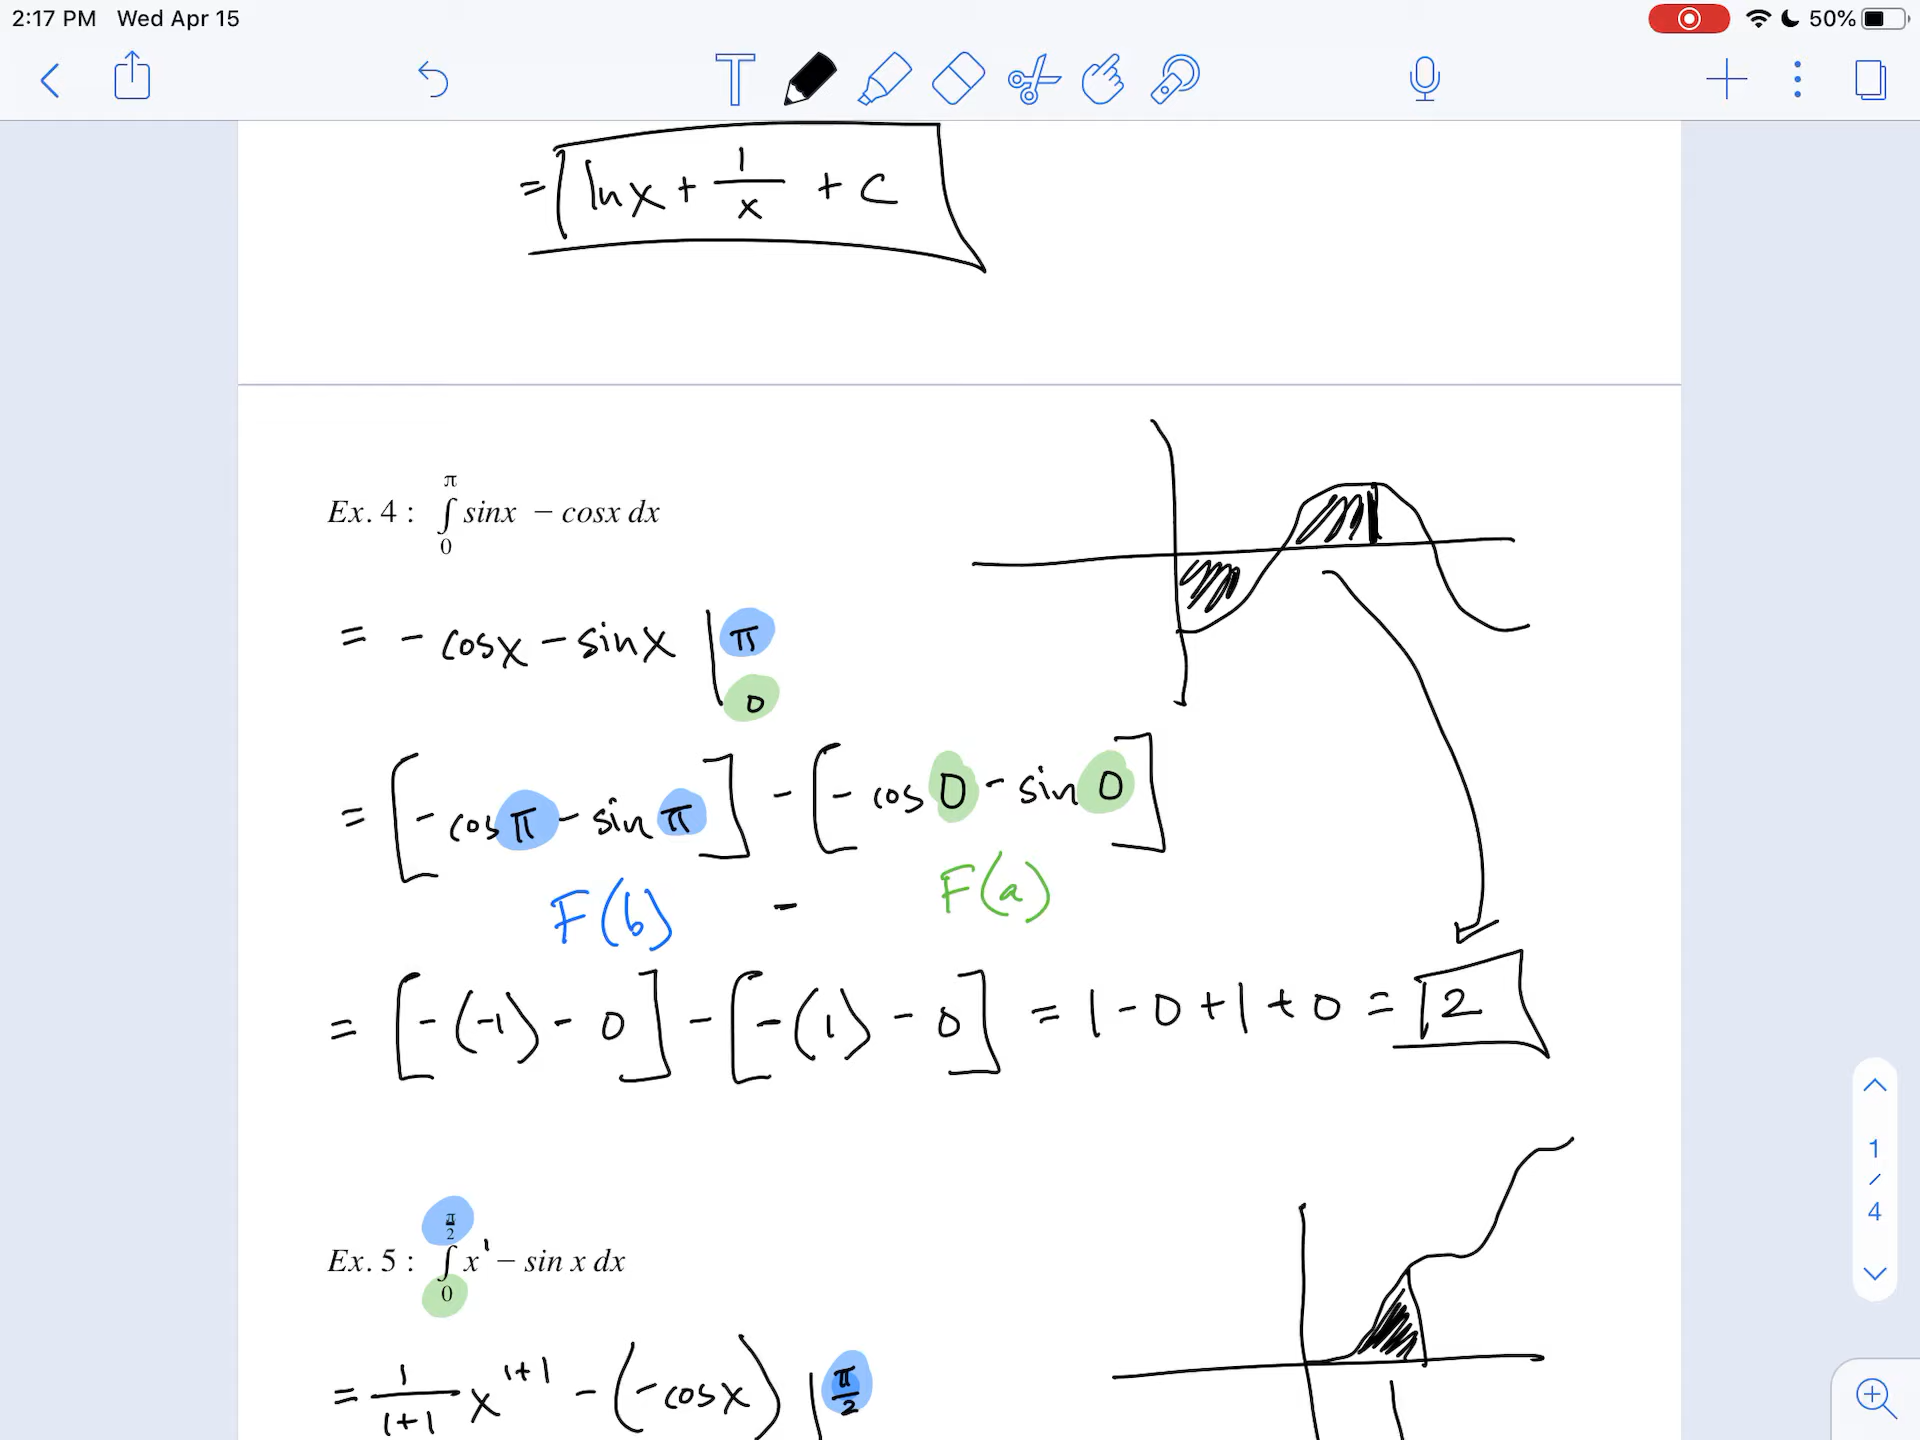 2:17 PM Wed Apr 15
50%
T
= ln x + 1/x + C
Ex. 4 : ∫₀^π sinx − cosx dx
= - cosx - sinx |₀^π
= [- cos π - sin π] - [- cos 0 - sin 0]
F(b) - F(a)
= [-(-1) - 0] - [-(1) - 0] = 1 - 0 + 1 + 0 = 2
1
/
4
Ex. 5 : ∫₀^(π/2) x¹ − sin x dx
= 1/(1+1) x^(1+1) - (-cosx) |^(π/2)